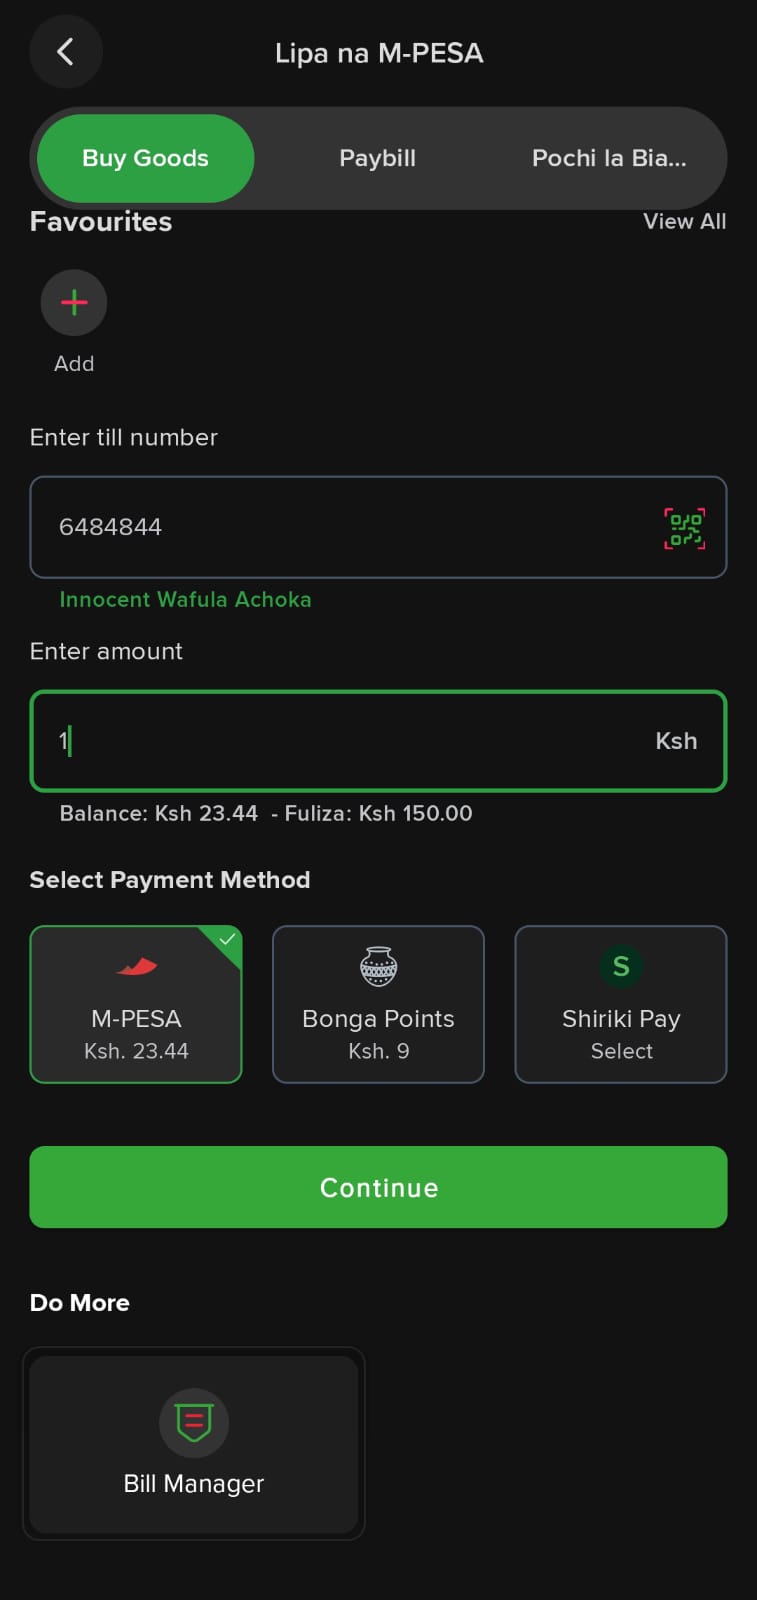 Lipa na M-PESA
Buy Goods
Paybill
Pochi la Bia...
Favourites
View All
Add
Enter till number
6484844
Innocent Wafula Achoka
Enter amount
1
Ksh
Balance: Ksh 23.44 - Fuliza: Ksh 150.00
Select Payment Method
M-PESA
Ksh. 23.44
Bonga Points
Ksh. 9
S
Shiriki Pay
Select
Continue
Do More
Bill Manager